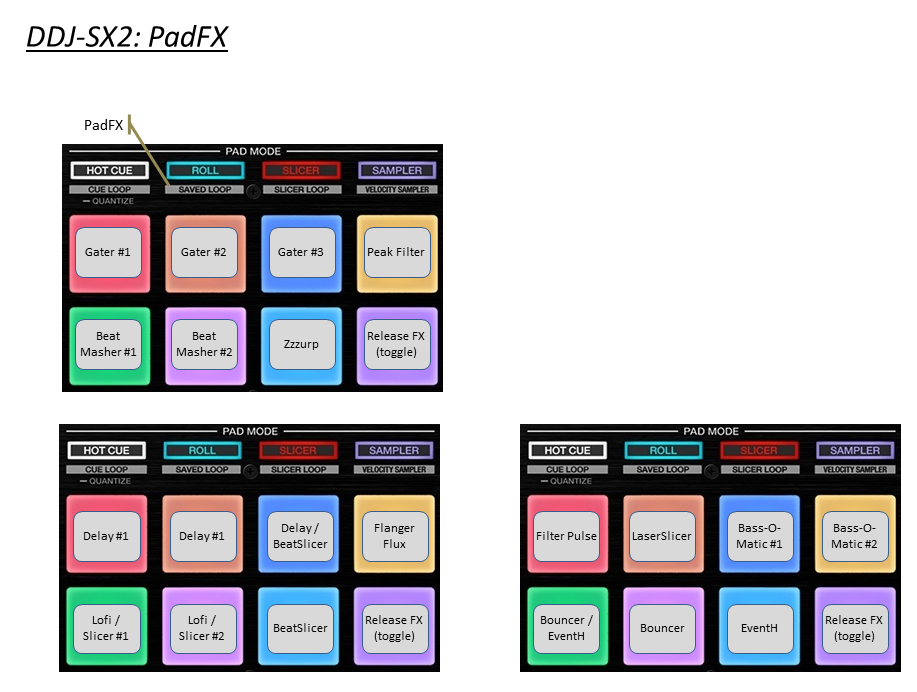 DDJ-SX2: PadFX
PadFX
PAD MODE
HOT CUE ROLL SLICER SAMPLER
CUE LOOP SAVED LOOP SLICER LOOP VELOCITY SAMPLER
— QUANTIZE
Gater #1
Gater #2
Gater #3
Peak Filter
Beat
Masher #1
Beat
Masher #2
Zzzurp
Release FX
(toggle)
PAD MODE
HOT CUE ROLL SLICER SAMPLER
CUE LOOP SAVED LOOP SLICER LOOP VELOCITY SAMPLER
— QUANTIZE
Delay #1
Delay #1
Delay /
BeatSlicer
Flanger
Flux
Lofi /
Slicer #1
Lofi /
Slicer #2
BeatSlicer
Release FX
(toggle)
PAD MODE
HOT CUE ROLL SLICER SAMPLER
CUE LOOP SAVED LOOP SLICER LOOP VELOCITY SAMPLER
— QUANTIZE
Filter Pulse
LaserSlicer
Bass-O-
Matic #1
Bass-O-
Matic #2
Bouncer /
EventH
Bouncer
EventH
Release FX
(toggle)